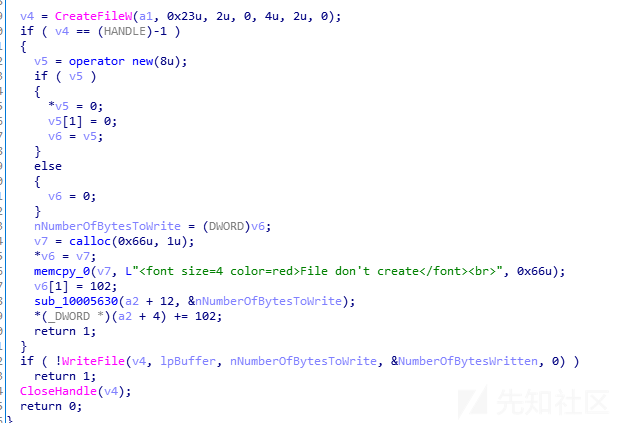 v4 = CreateFileW(a1, 0x23u, 2u, 0, 4u, 2u, 0);
if ( v4 == (HANDLE)-1 )
{
v5 = operator new(8u);
if ( v5 )
{
*v5 = 0;
v5[1] = 0;
v6 = v5;
}
else
{
v6 = 0;
}
nNumberOfBytesToWrite = (DWORD)v6;
v7 = calloc(0x66u, 1u);
*v6 = v7;
memcpy_0(v7, L"<font size=4 color=red>File don't create</font><br>", 0x66u);
v6[1] = 102;
sub_10005630(a2 + 12, &nNumberOfBytesToWrite);
*(_DWORD *)(a2 + 4) += 102;
return 1;
}
if ( !WriteFile(v4, lpBuffer, nNumberOfBytesToWrite, &NumberOfBytesWritten, 0) )
return 1;
CloseHandle(v4);
return 0;
}
先知社区